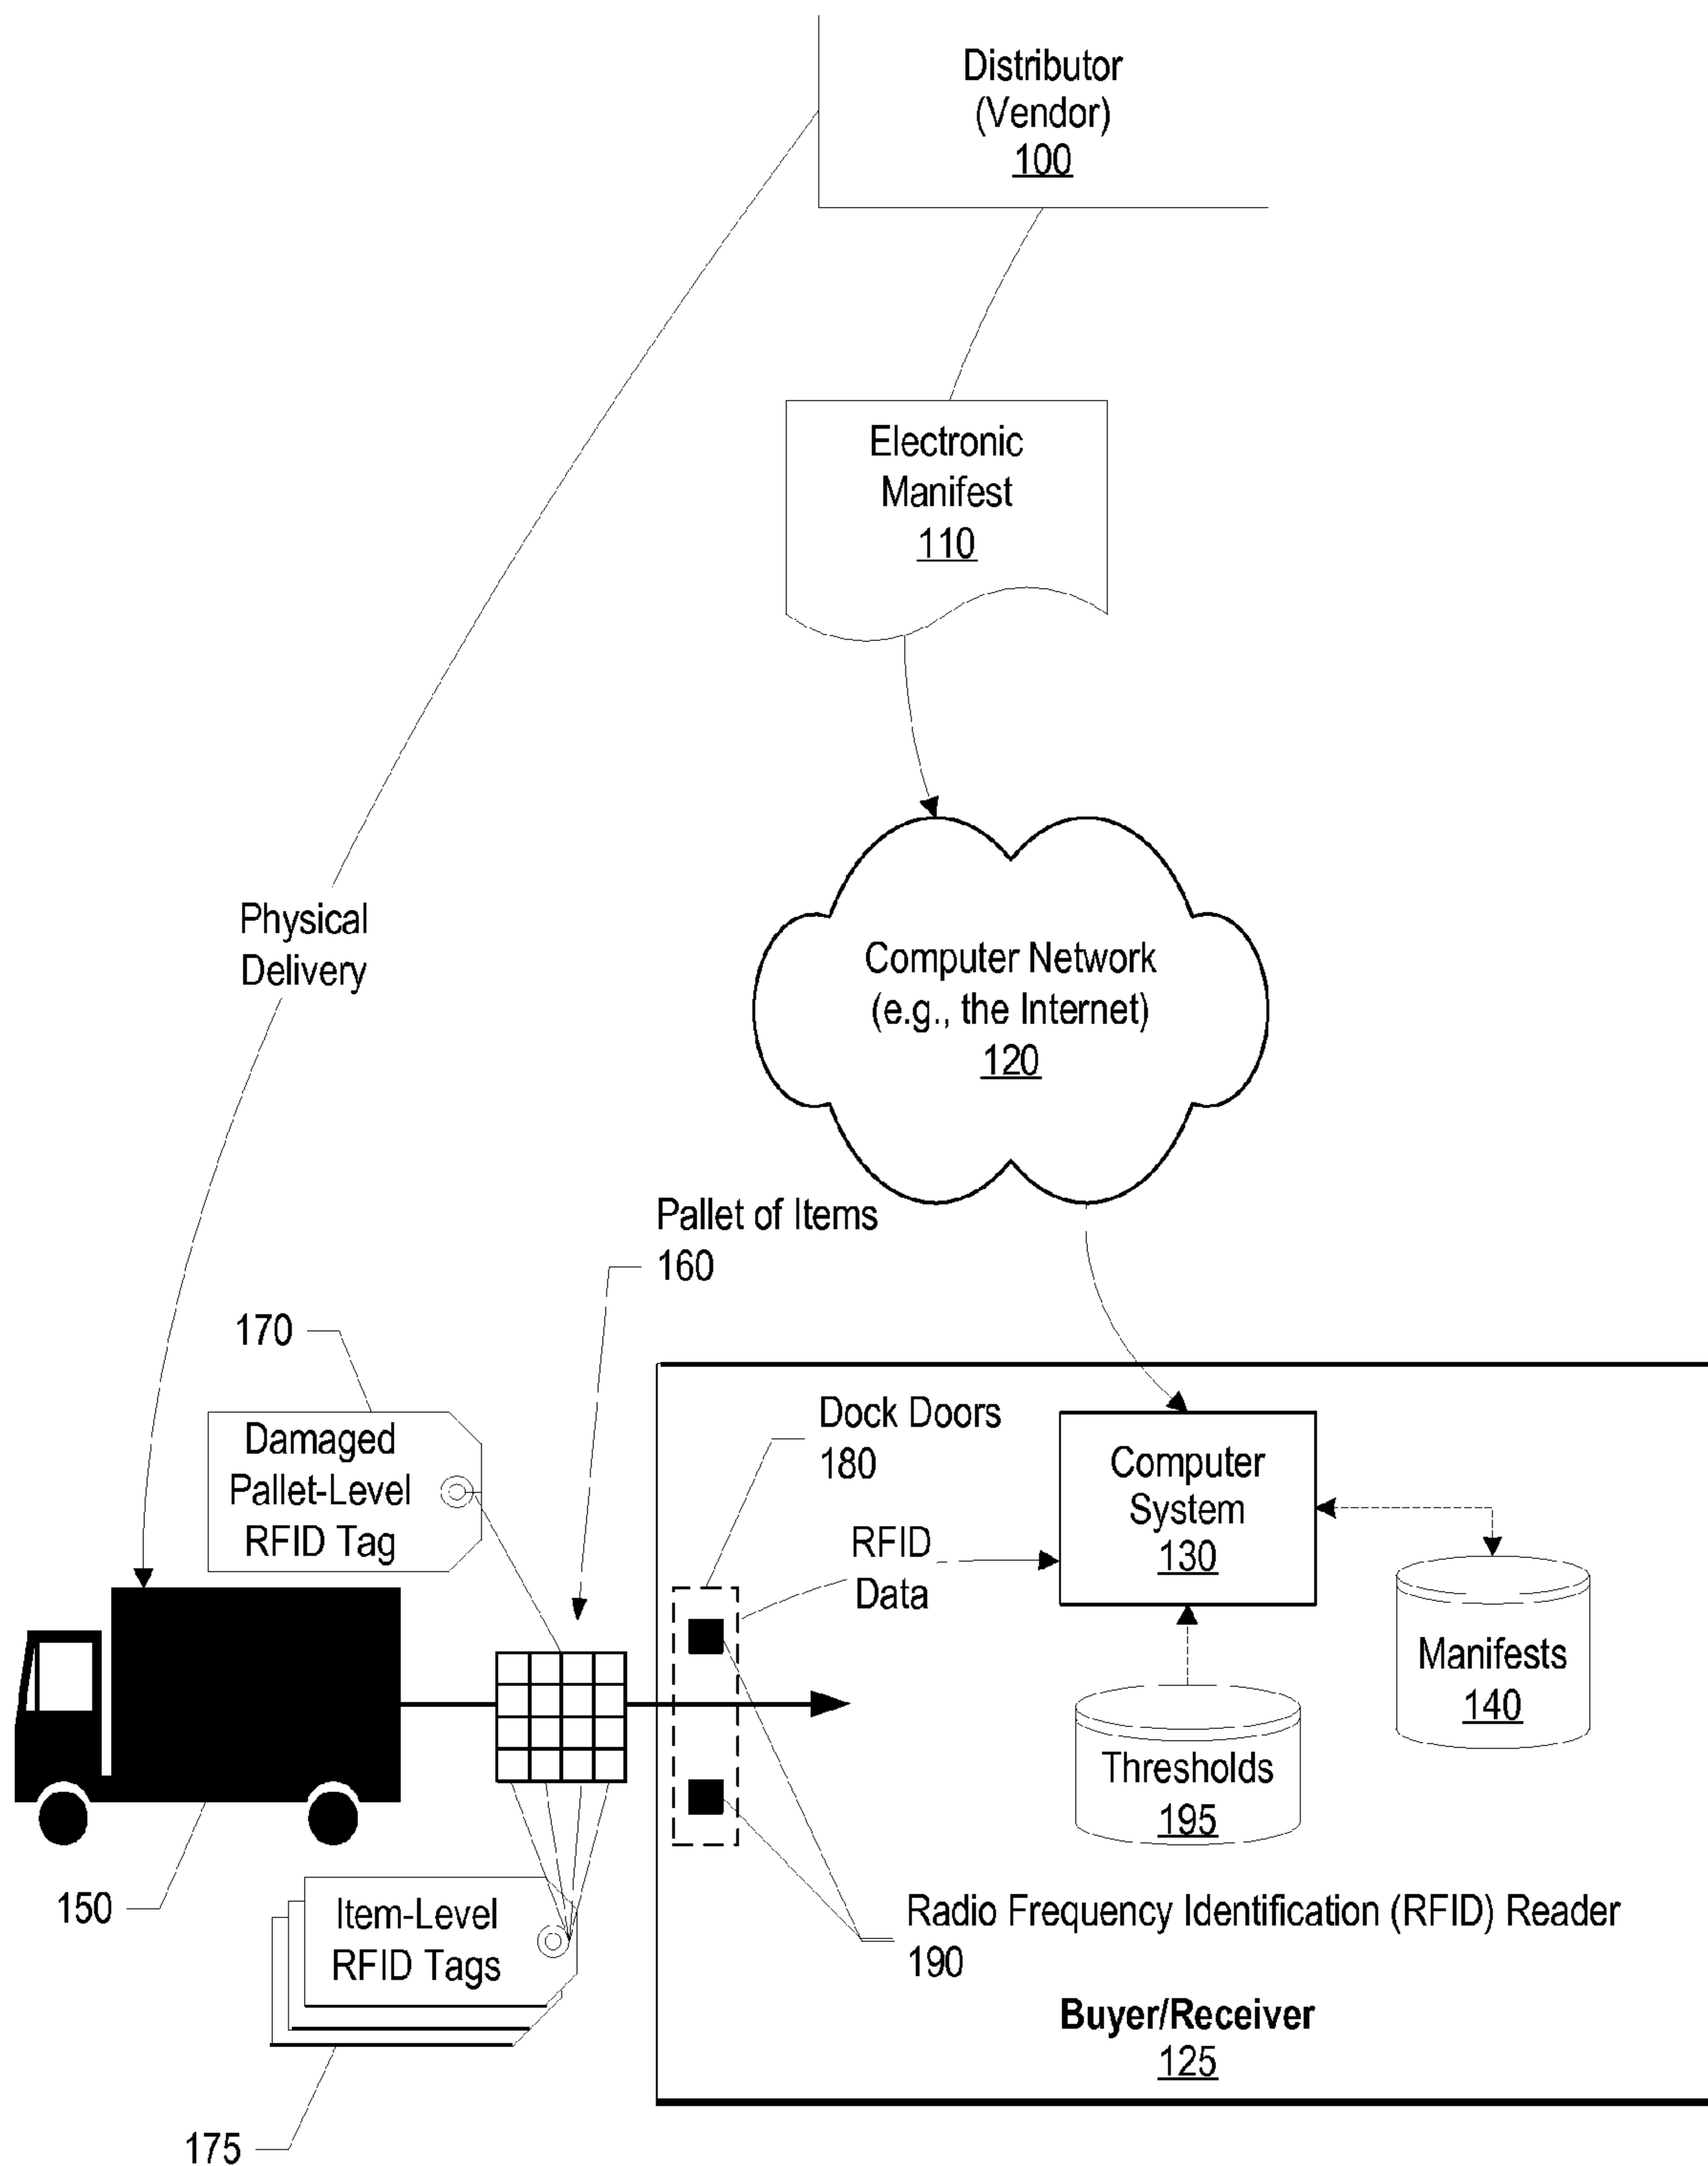 Distributor
(Vendor)
100
Electronic
Manifest
110
Physical
Delivery
Computer Network
(e.g., the Internet)
120
Pallet of Items
160
170
Damaged
Pallet-Level
RFID Tag
Dock Doors
180
RFID
Data
Computer
System
130
Manifests
140
Thresholds
195
150
Item-Level
RFID Tags
175
Radio Frequency Identification (RFID) Reader
190
Buyer/Receiver
125